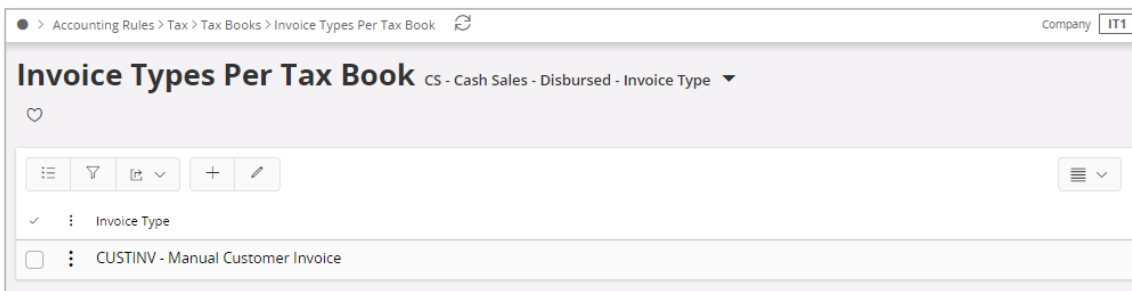 Accounting Rules > Tax > Tax Books > Invoice Types Per Tax Book
Company IT1
Invoice Types Per Tax Book CS - Cash Sales - Disbursed - Invoice Type
Invoice Type
CUSTINV - Manual Customer Invoice